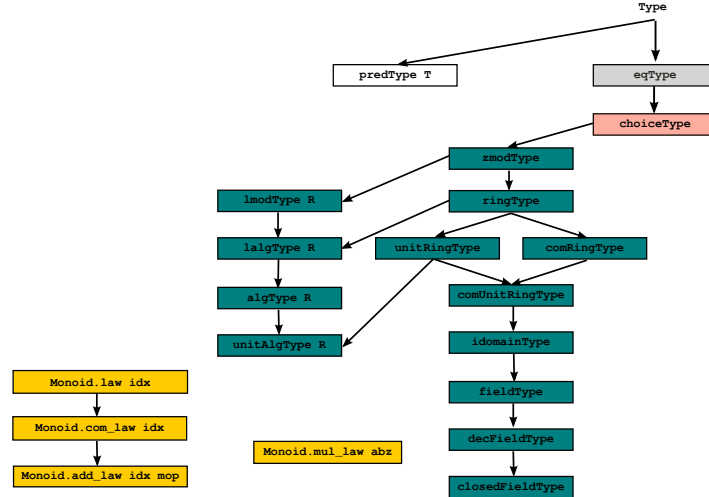 Type
predType T
eqType
choiceType
zmodType
lmodType R
ringType
lalgType R
unitRingType
comRingType
algType R
comUnitRingType
unitAlgType R
idomainType
Monoid.law idx
fieldType
Monoid.com_law idx
decFieldType
Monoid.mul_law abz
Monoid.add_law idx mop
closedFieldType